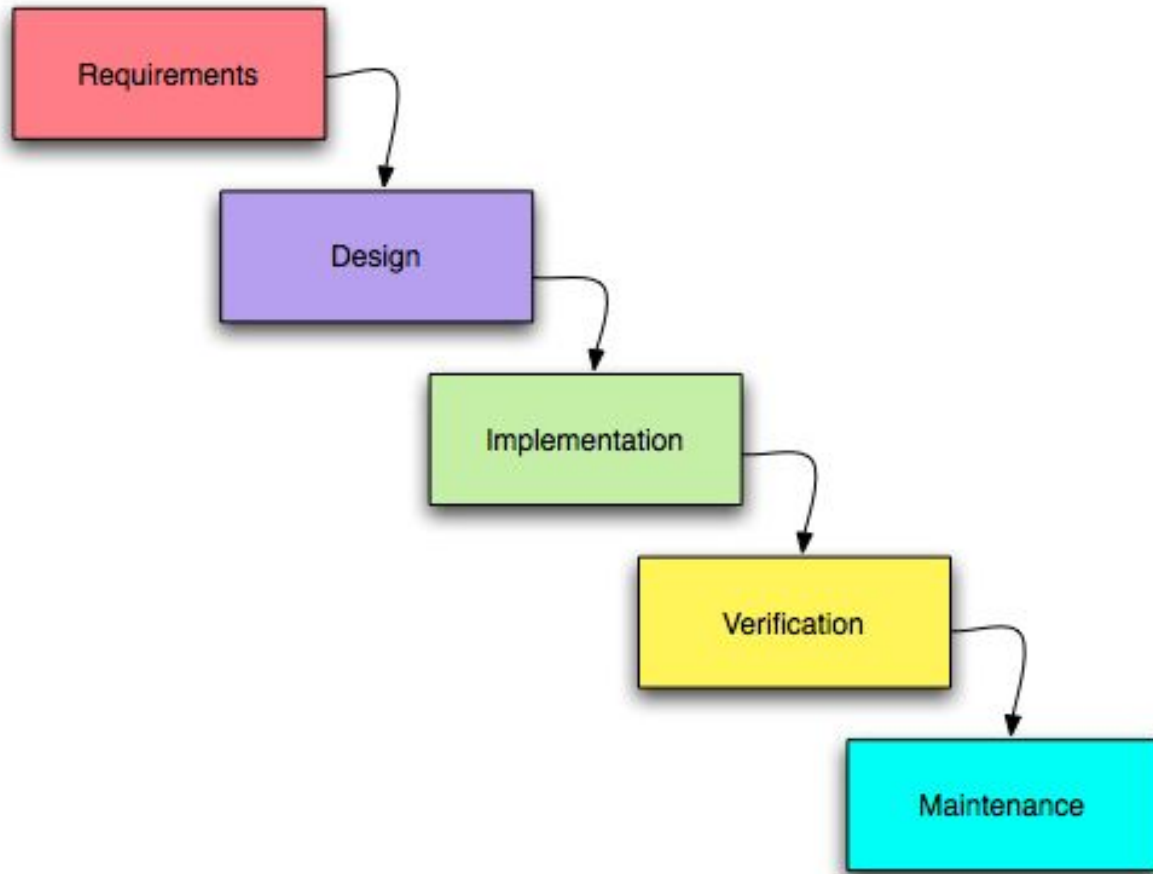 Requirements
Design
Implementation
Verification
Maintenance